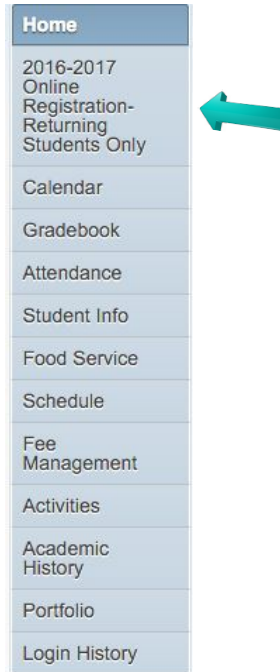 Home
2016-2017
Online
Registration-
Returning
Students Only
Calendar
Gradebook
Attendance
Student Info
Food Service
Schedule
Fee
Management
Activities
Academic
History
Portfolio
Login History